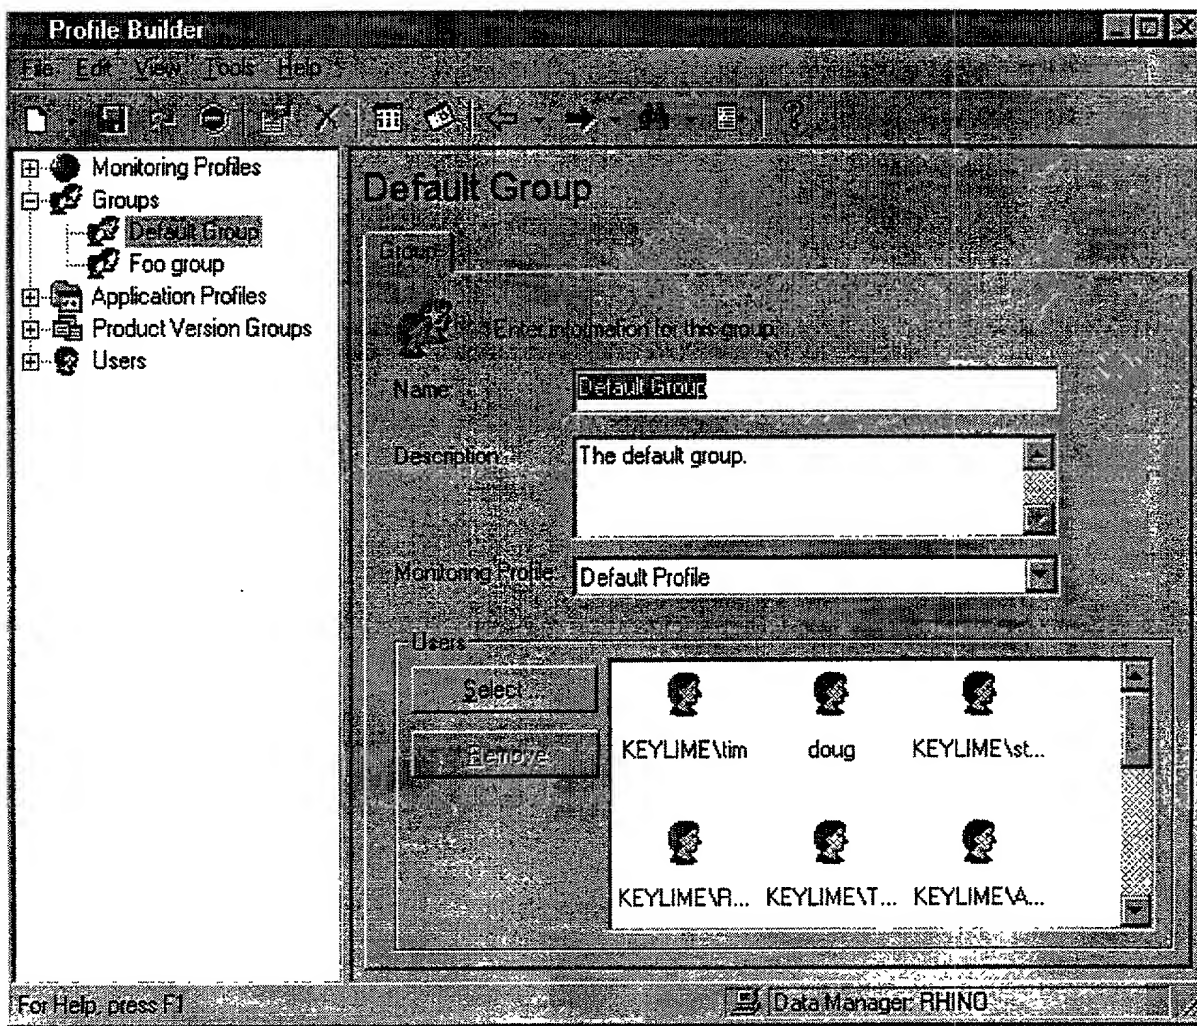 Profile Builder
File Edit View Tools Help
Monitoring Profiles
Groups
Default Group
Foo group
Application Profiles
Product Version Groups
Users
Default Group
Group
Enter information for this group.
Name:
Default Group
Description:
The default group.
Monitoring Profile:
Default Profile
Users
Select...
Remove
KEYLIME\tim
doug
KEYLIME\st...
KEYLIME\R...
KEYLIME\T...
KEYLIME\A...
For Help, press F1
Data Manager: RHINO